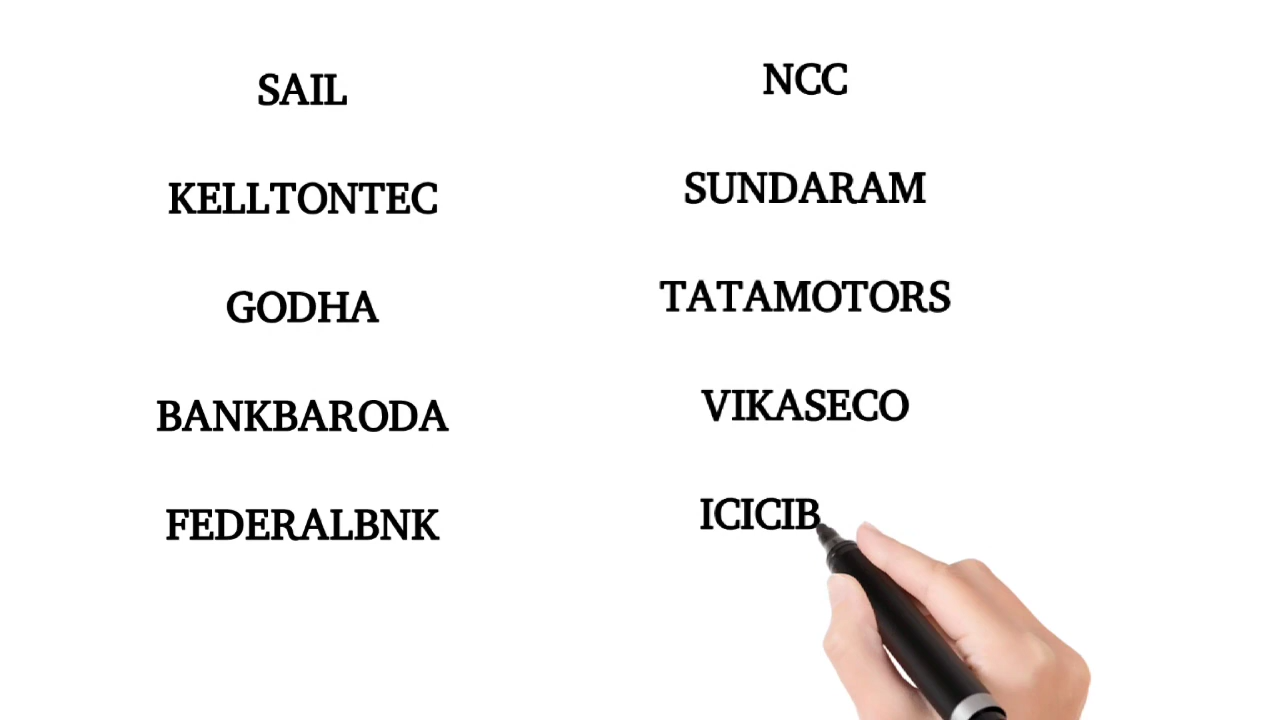 SAIL
KELLTONTEC
GODHA
BANKBARODA
FEDERALBNK
NCC
SUNDARAM
TATAMOTORS
VIKASECO
ICICIB